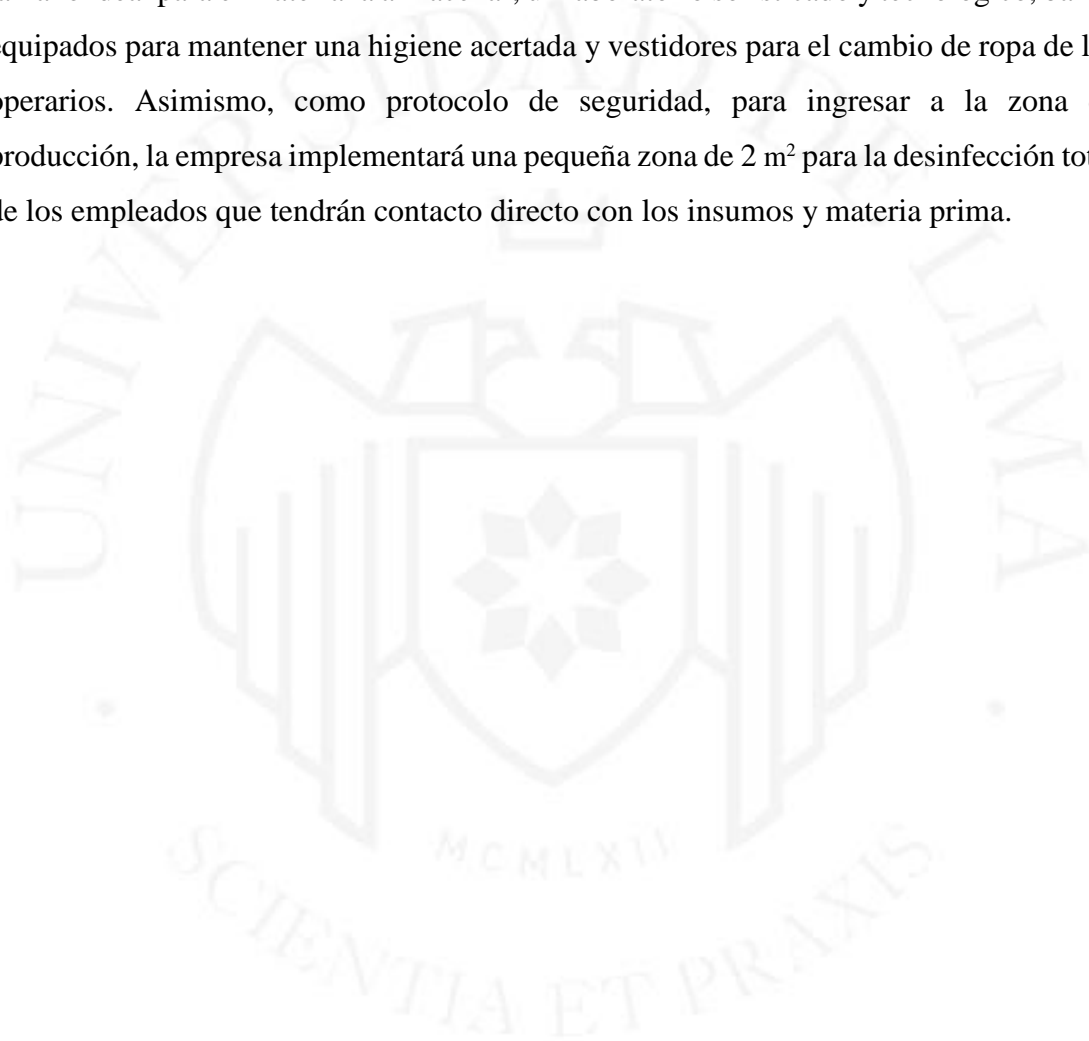 equipados para mantener una higiene acertada y vestidores para el cambio de ropa de
operarios. Asimismo, como protocolo de seguridad, para ingresar a la zona
producción, la empresa implementará una pequeña zona de 2 m² para la desinfección
de los empleados que tendrán contacto directo con los insumos y materia prima.
UNIVERSIDAD DE LIMA
MCMLXII
SCIENTIA ET PRAXIS